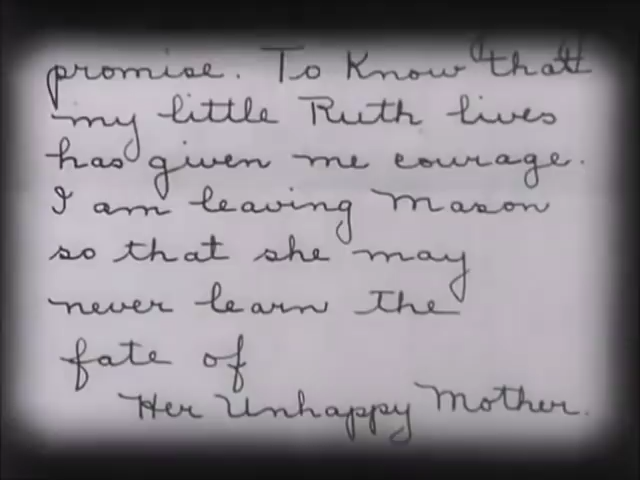 promise. To Know that
my little Ruth lives
has given me courage.
I am leaving Mason
so that she may
never learn the
fate of
Her Unhappy Mother.